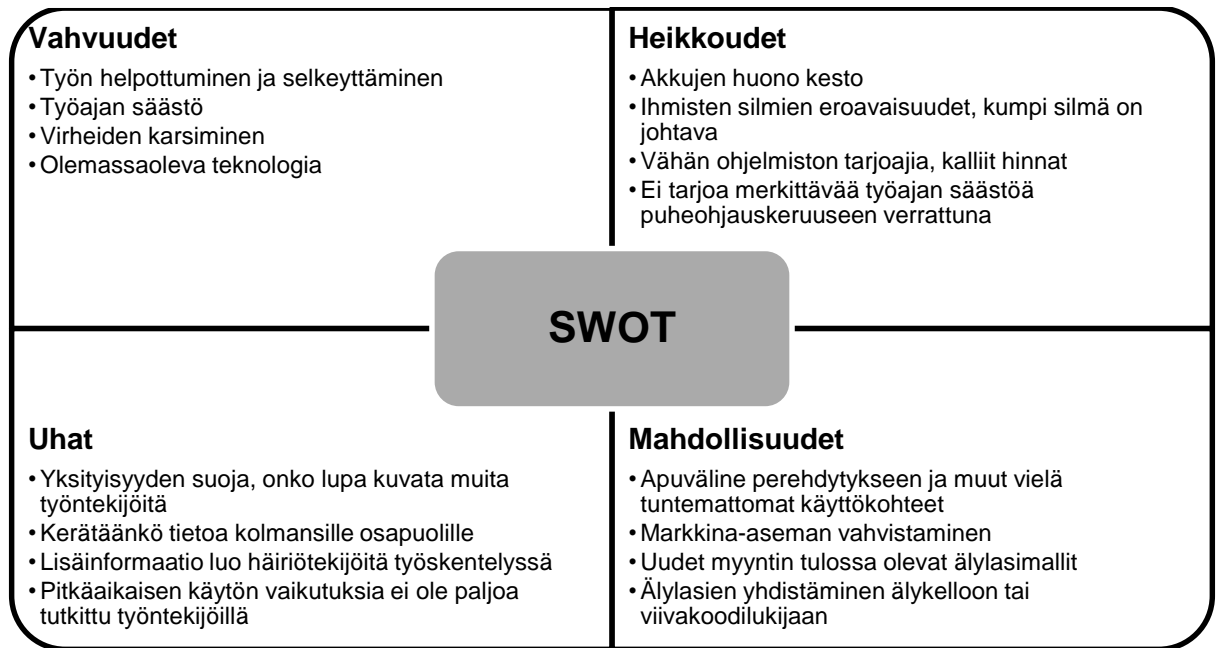 Vahvuudet
• Työn helpottuminen ja selkeyttäminen
• Työajan säästö
• Virheiden karsiminen
• Olemassaoleva teknologia
Heikkoudet
• Akkujen huono kesto
• Ihmisten silmien eroavaisuudet, kumpi silmä on
johtava
• Vähän ohjelmiston tarjoajia, kalliit hinnat
• Ei tarjoa merkittävää työajan säästöä
puheohjauskeruuseen verrattuna
SWOT
Uhat
• Yksityisyyden suoja, onko lupa kuvata muita
työntekijöitä
• Kerätäänkö tietoa kolmansille osapuolille
• Lisäinformaatio luo häiriötekijöitä työskentelyssä
• Pitkäaikaisen käytön vaikutuksia ei ole paljoa
tutkittu työntekijöillä
Mahdollisuudet
• Apuväline perehdytykseen ja muut vielä
tuntemattomat käyttökohteet
• Markkina-aseman vahvistaminen
• Uudet myyntin tulossa olevat älylasimallit
• Älylasien yhdistäminen älykelloon tai
viivakoodilukijaan